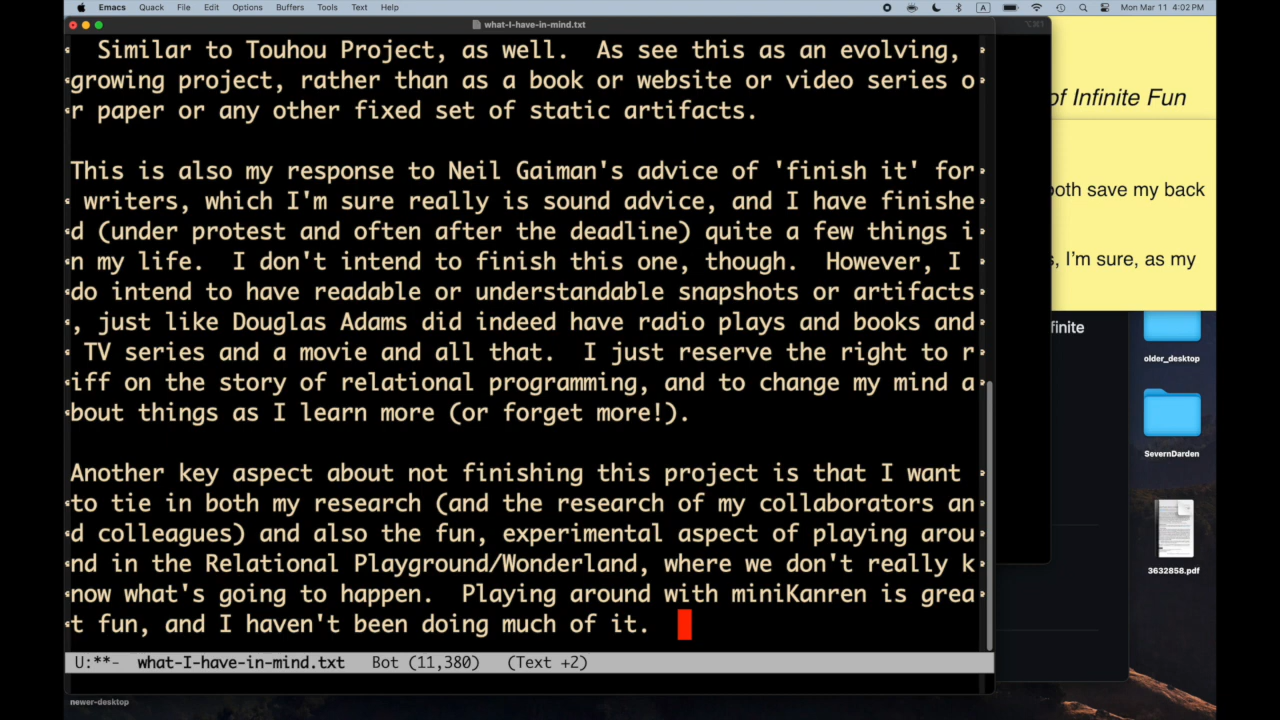 Emacs Quack File Edit Options Buffers Tools Text Help
A
Mon Mar 11 4:02 PM
what-I-have-in-mind.txt
⌥⌘1
Similar to Touhou Project, as well.  As see this as an evolving,
growing project, rather than as a book or website or video series o
r paper or any other fixed set of static artifacts.
This is also my response to Neil Gaiman's advice of 'finish it' for
writers, which I'm sure really is sound advice, and I have finishe
d (under protest and often after the deadline) quite a few things i
n my life.  I don't intend to finish this one, though.  However, I
do intend to have readable or understandable snapshots or artifacts
, just like Douglas Adams did indeed have radio plays and books and
TV series and a movie and all that.  I just reserve the right to r
iff on the story of relational programming, and to change my mind a
bout things as I learn more (or forget more!).
Another key aspect about not finishing this project is that I want
to tie in both my research (and the research of my collaborators an
d colleagues) and also the fun, experimental aspect of playing arou
nd in the Relational Playground/Wonderland, where we don't really k
now what's going to happen.  Playing around with miniKanren is grea
t fun, and I haven't been doing much of it.
U:**-  what-I-have-in-mind.txt   Bot (11,380)   (Text +2)
of Infinite Fun
both save my back
s, I'm sure, as my
finite
older_desktop
SevernDarden
3632858.pdf
newer-desktop